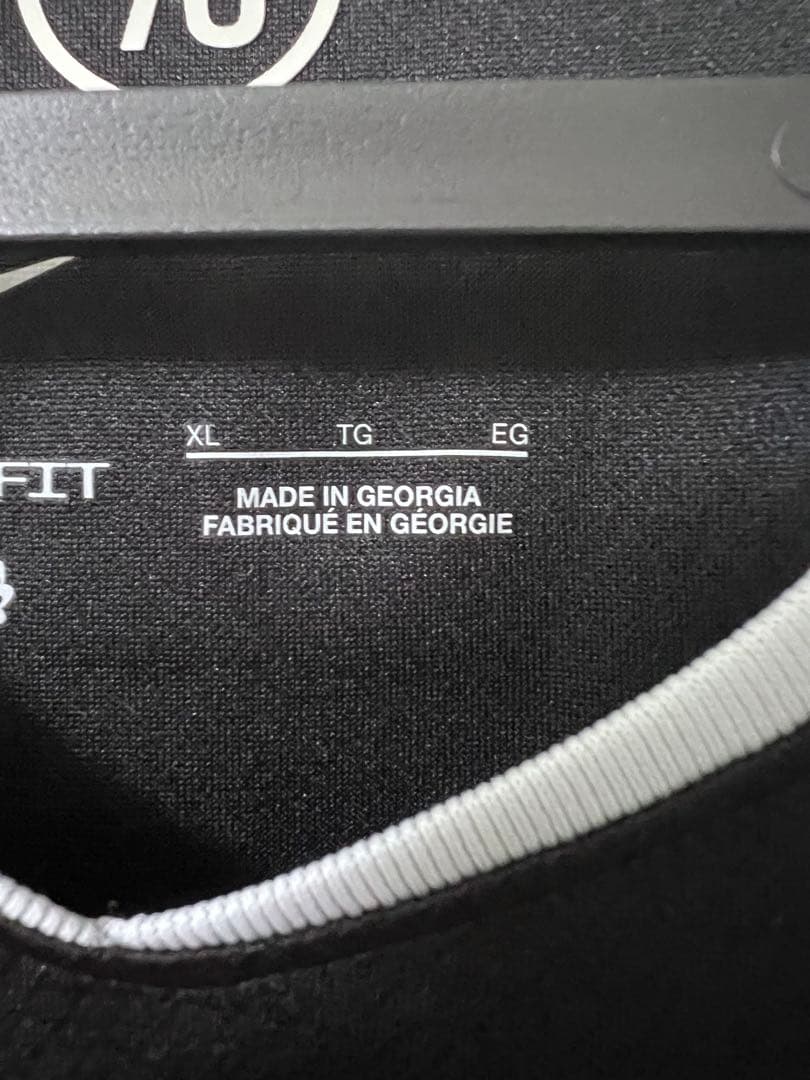 FIT
XL TG EG
MADE IN GEORGIA
FABRIQUÉ EN GÉORGIE